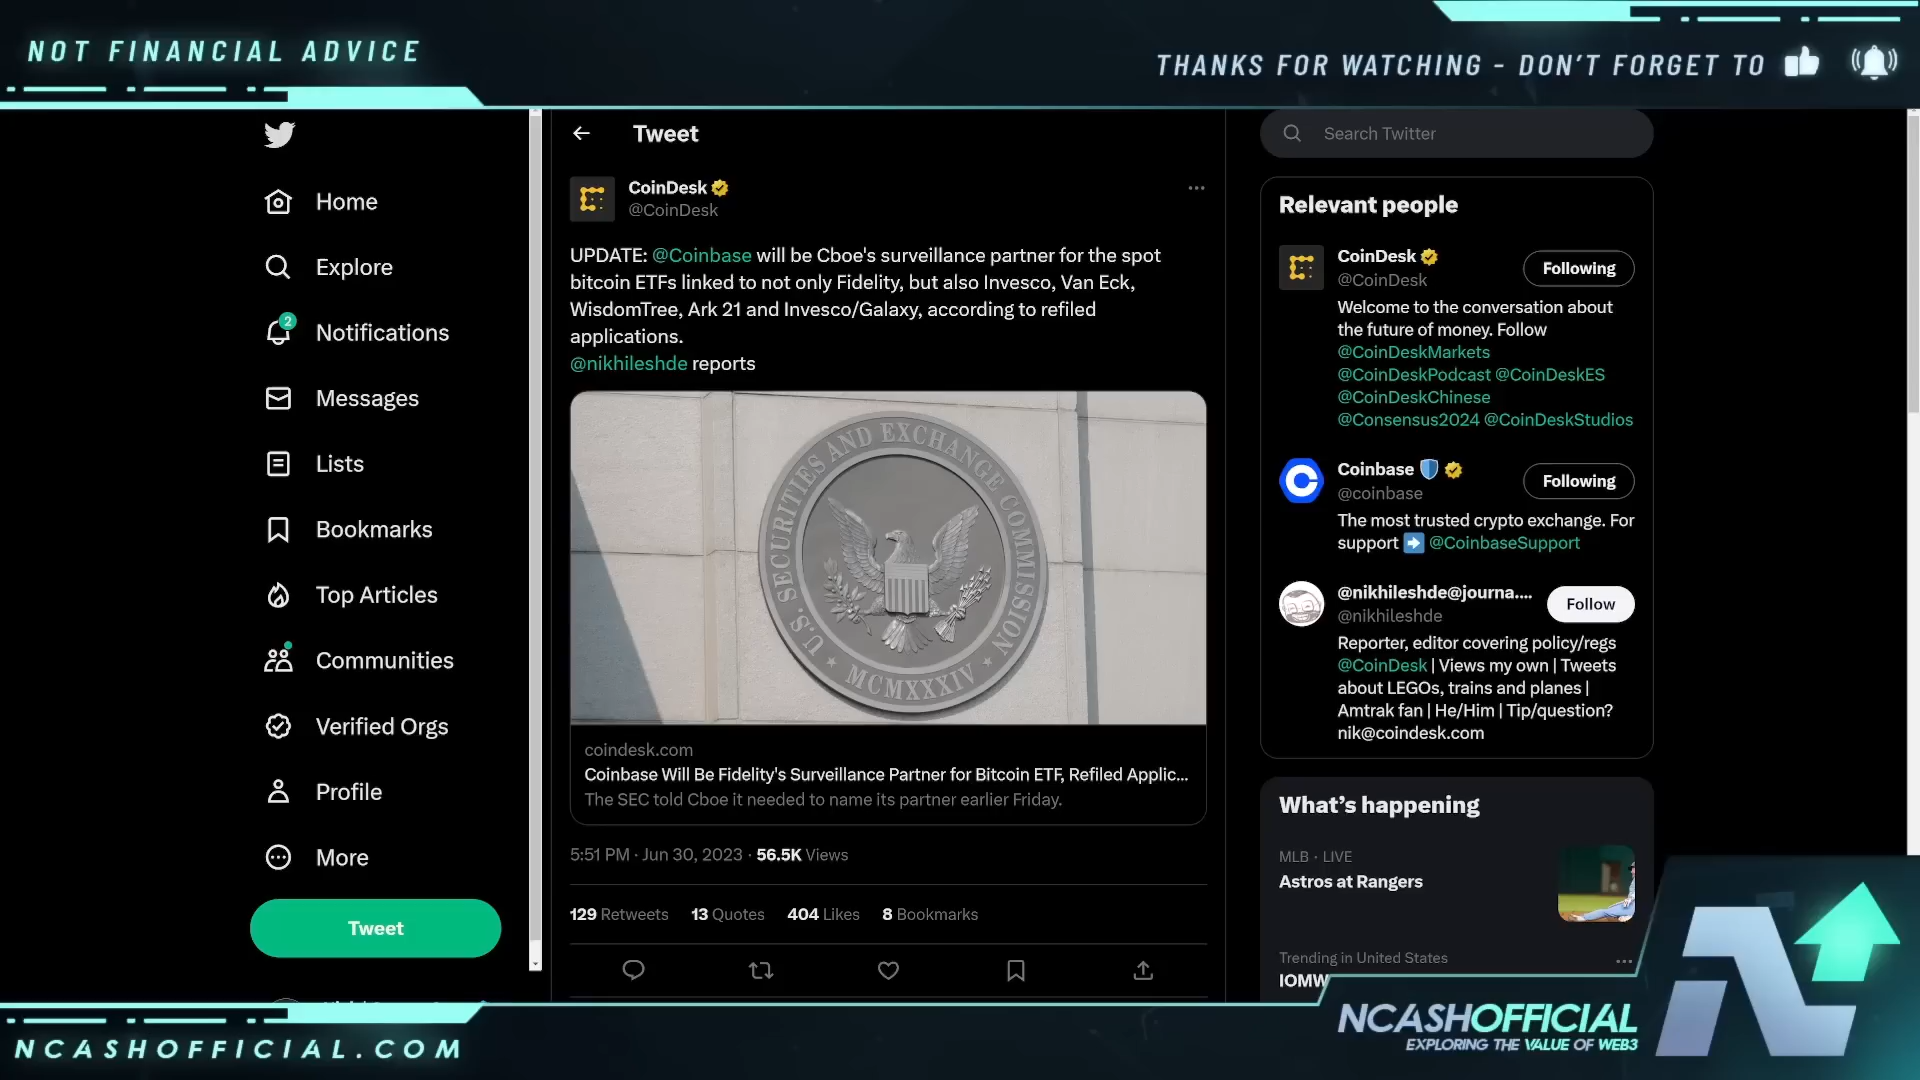 NOT FINANCIAL ADVICE
THANKS FOR WATCHING - DON'T FORGET TO
Home
Explore
2
Notifications
Messages
Lists
Bookmarks
Top Articles
Communities
Verified Orgs
Profile
More
Tweet
Tweet
CoinDesk
@CoinDesk
UPDATE: @Coinbase will be Cboe's surveillance partner for the spot
bitcoin ETFs linked to not only Fidelity, but also Invesco, Van Eck,
WisdomTree, Ark 21 and Invesco/Galaxy, according to refiled
applications.
@nikhileshde reports
U.S. SECURITIES AND EXCHANGE COMMISSION
MCMXXXIV
coindesk.com
Coinbase Will Be Fidelity's Surveillance Partner for Bitcoin ETF, Refiled Applic...
The SEC told Cboe it needed to name its partner earlier Friday.
5:51 PM · Jun 30, 2023 · 56.5K Views
129 Retweets 13 Quotes 404 Likes 8 Bookmarks
Search Twitter
Relevant people
CoinDesk
@CoinDesk
Following
Welcome to the conversation about
the future of money. Follow
@CoinDeskMarkets
@CoinDeskPodcast @CoinDeskES
@CoinDeskChinese
@Consensus2024 @CoinDeskStudios
Coinbase
@coinbase
Following
The most trusted crypto exchange. For
support @CoinbaseSupport
@nikhileshde@journa....
@nikhileshde
Follow
Reporter, editor covering policy/regs
@CoinDesk | Views my own | Tweets
about LEGOs, trains and planes |
Amtrak fan | He/Him | Tip/question?
nik@coindesk.com
What's happening
MLB · LIVE
Astros at Rangers
Trending in United States
IOMW
NCASHOFFICIAL.COM
NCASHOFFICIAL
EXPLORING THE VALUE OF WEB3